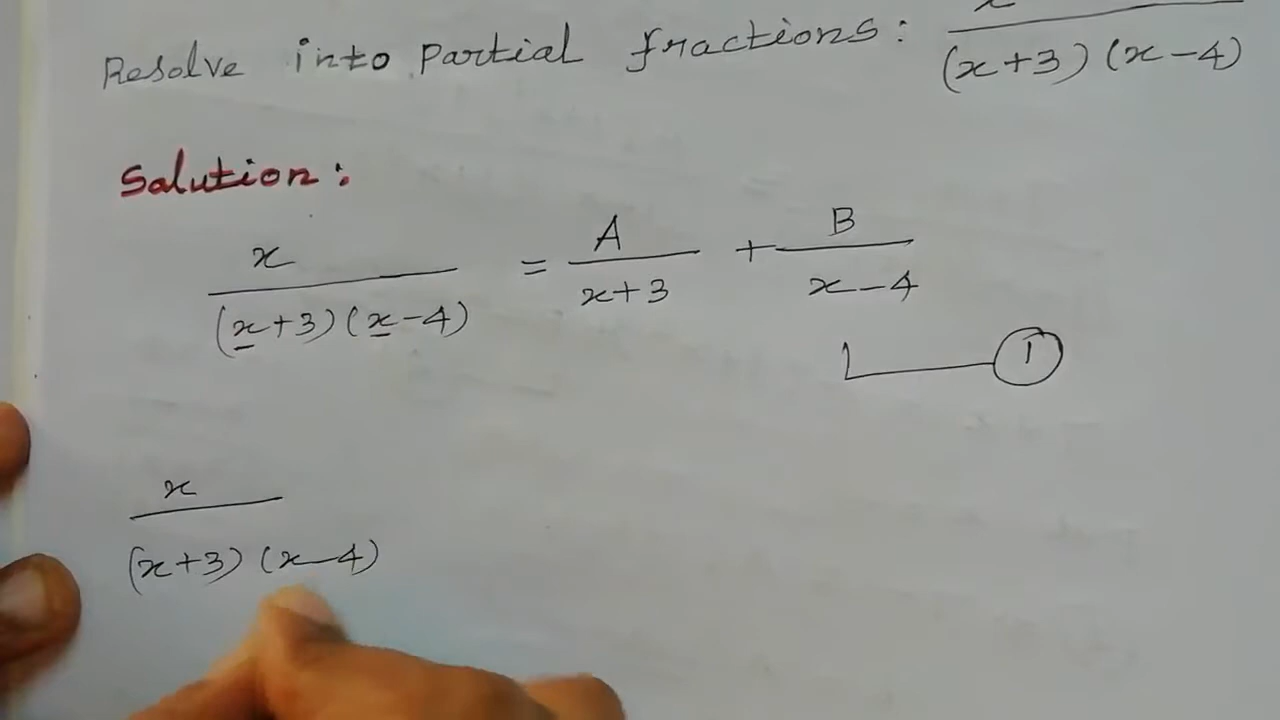 Resolve into Partial fractions: x / (x+3)(x-4)
Solution:
x / (x+3)(x-4) = A / x+3 + B / x-4
1
x / (x+3)(x-4)